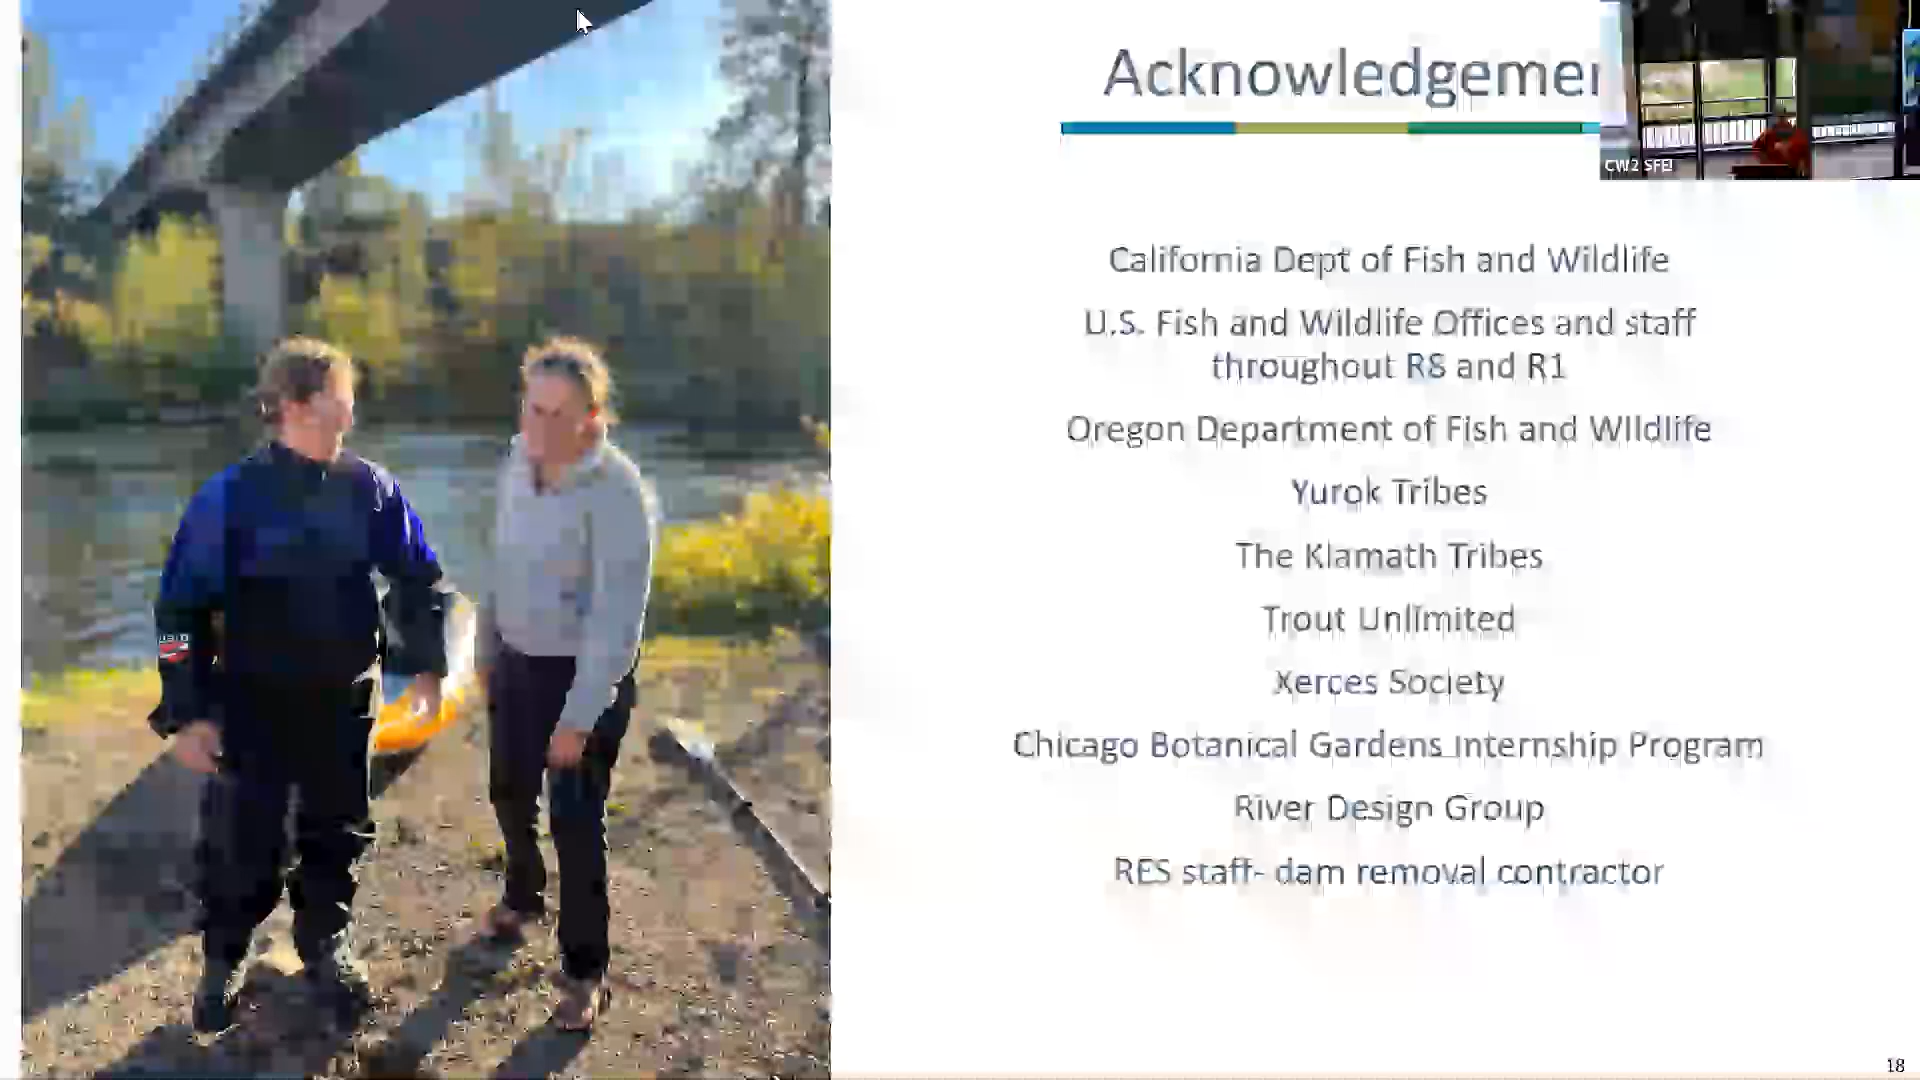 Acknowledgemen
CW2 SFEI
California Dept of Fish and Wildlife
U.S. Fish and Wildlife Offices and staff
throughout R8 and R1
Oregon Department of Fish and WIldlife
Yurok Tribes
The Klamath Tribes
Trout Unlimited
Xerces Society
Chicago Botanical Gardens Internship Program
River Design Group
RES staff- dam removal contractor
18